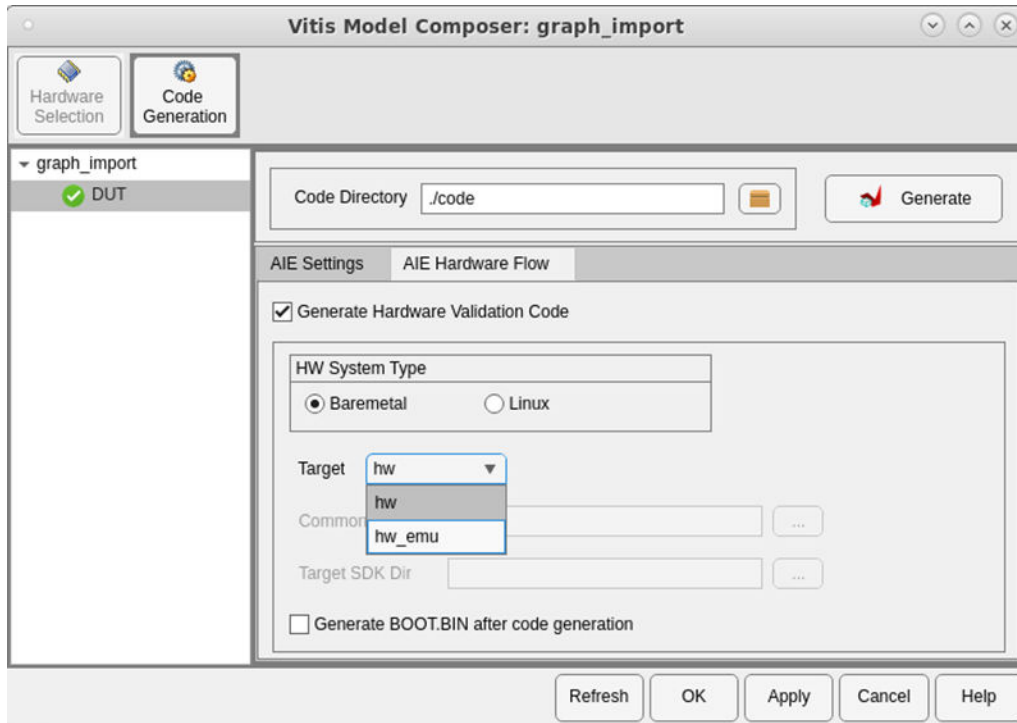 Vitis Model Composer: graph_import
Hardware Selection
Code Generation
graph_import
DUT
Code Directory ./code
Generate
AIE Settings AIE Hardware Flow
Generate Hardware Validation Code
HW System Type
Baremetal Linux
Target hw
hw
Common ...
hw_emu
Target SDK Dir ...
Generate BOOT.BIN after code generation
Refresh OK Apply Cancel Help